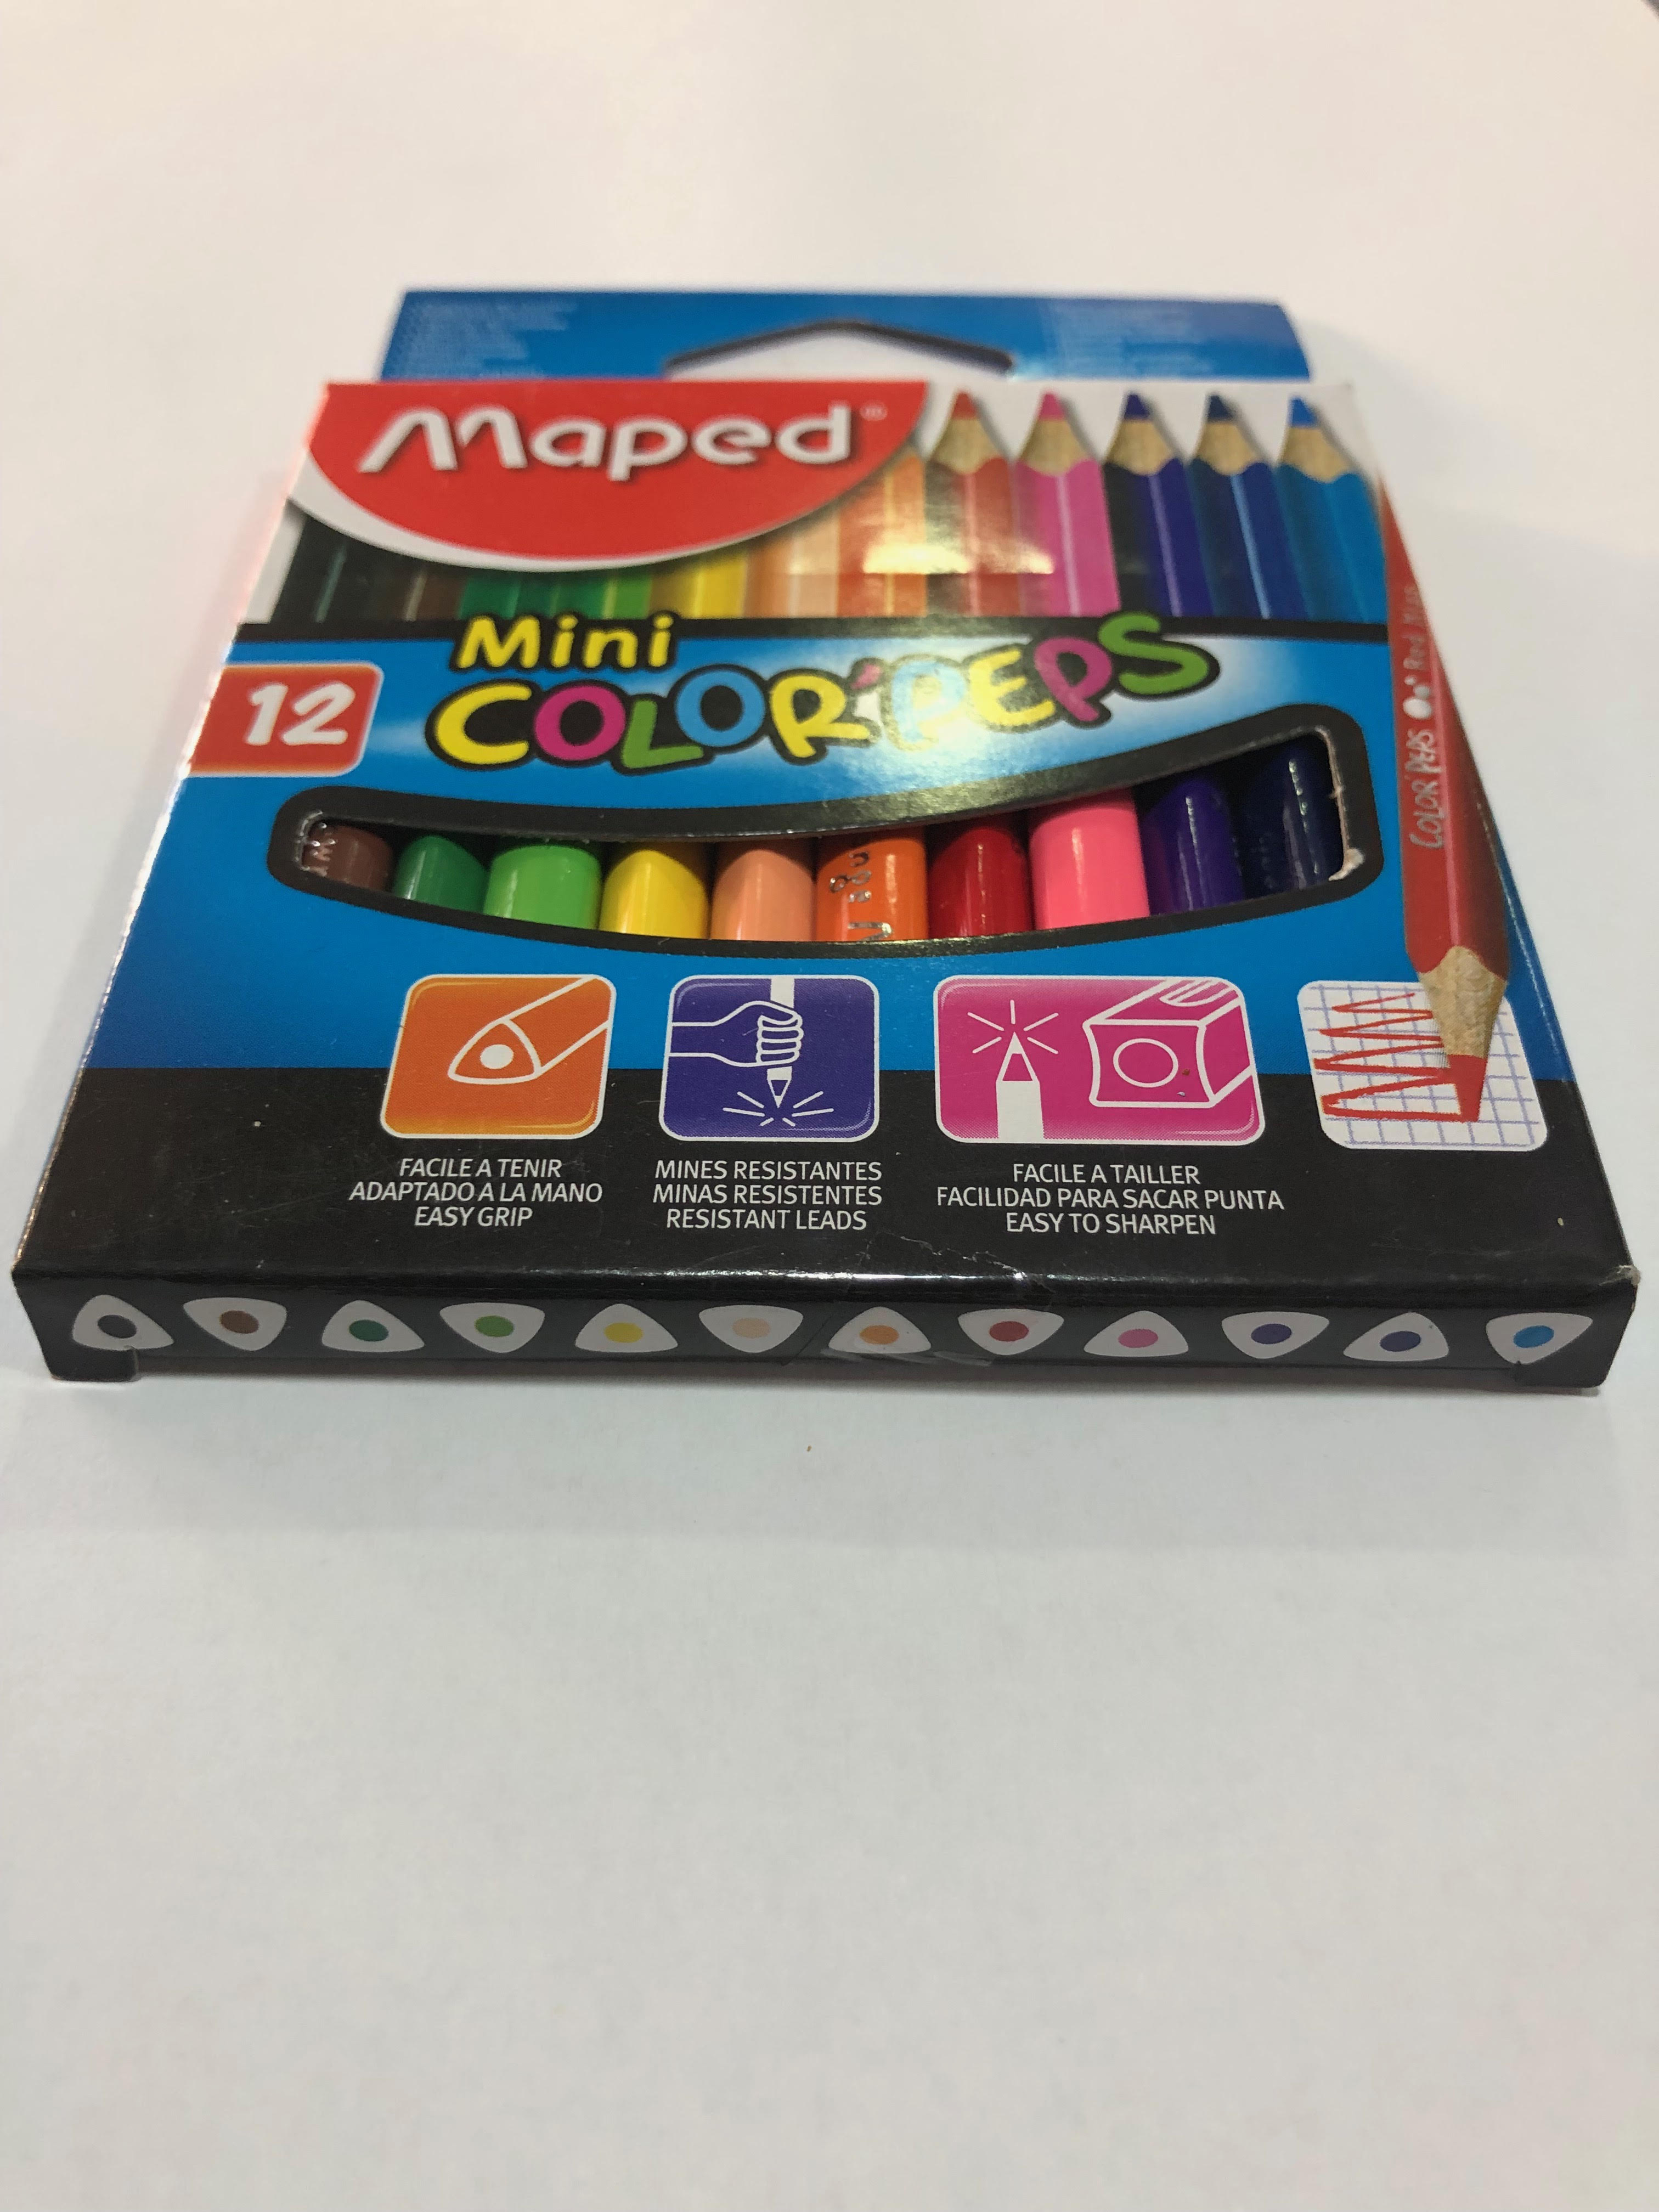 Maped®
Mini
COLOR'PEPS
12
COLOR'PEPS
FACILE A TENIR
ADAPTADO A LA MANO
EASY GRIP
MINES RESISTANTES
MINAS RESISTENTES
RESISTANT LEADS
FACILE A TAILLER
FACILIDAD PARA SACAR PUNTA
EASY TO SHARPEN